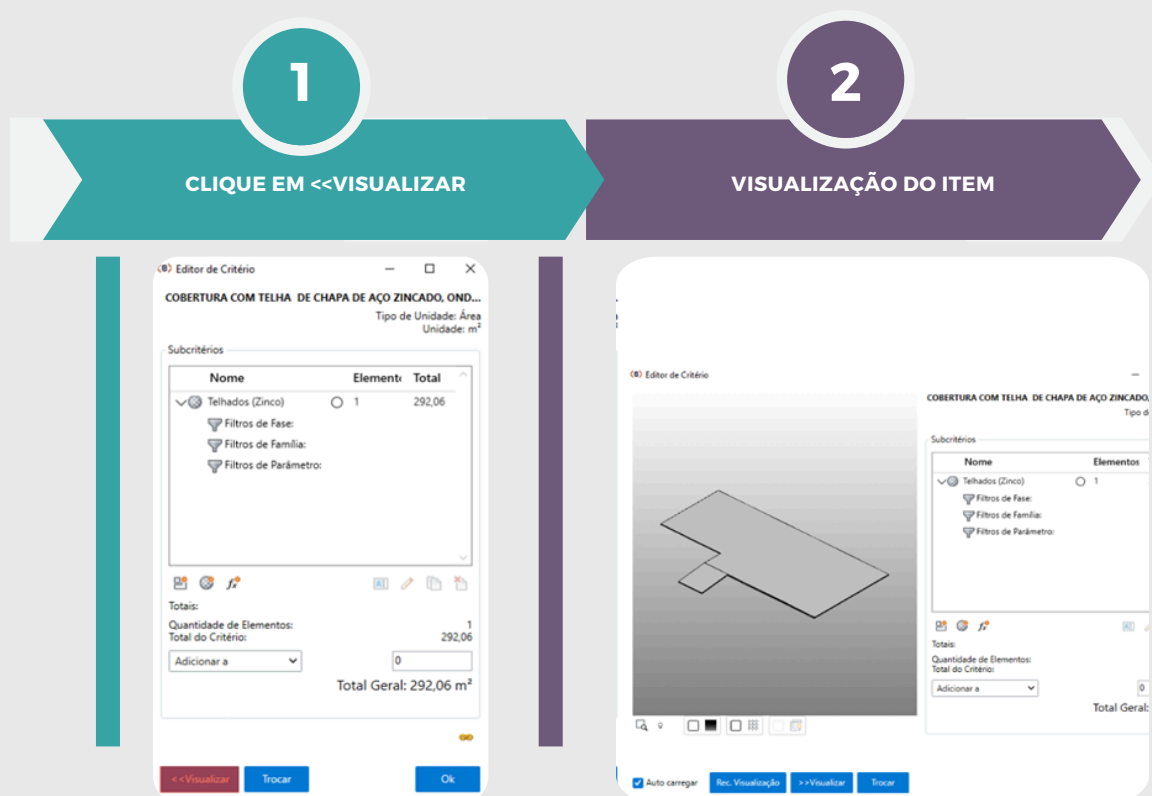 1
CLIQUE EM <<VISUALIZAR
2
VISUALIZAÇÃO DO ITEM
Editor de Critério
COBERTURA COM TELHA DE CHAPA DE AÇO ZINCADO, OND...
Tipo de Unidade: Área
Unidade: m²
Subcritérios
Nome Elemento Total
Telhados (Zinco) 1 292,06
Filtros de Fase:
Filtros de Família:
Filtros de Parâmetro:
Totais:
Quantidade de Elementos: 1
Total do Critério: 292,06
Adicionar a 0
Total Geral: 292,06 m²
<<Visualizar Trocar Ok
Editor de Critério
COBERTURA COM TELHA DE CHAPA DE AÇO ZINCADO,
Tipo d
Subcritérios
Nome Elementos
Telhados (Zinco) 1
Filtros de Fase:
Filtros de Família:
Filtros de Parâmetro:
Totais:
Quantidade de Elementos:
Total do Critério:
Adicionar a 0
Total Geral:
Auto carregar Rec. Visualização >>Visualizar Trocar